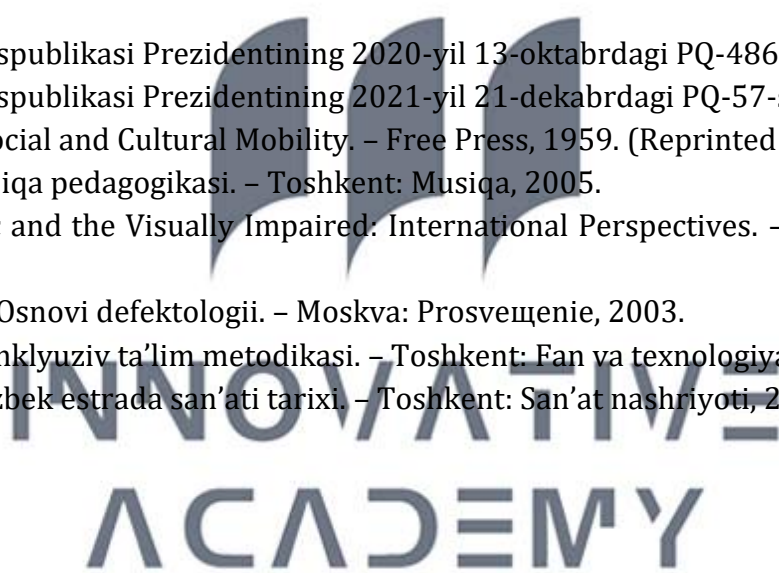 spublikasi Prezidentining 2020-yil 13-oktabrdagi PQ-486
spublikasi Prezidentining 2021-yil 21-dekabrdagi PQ-57-
ocial and Cultural Mobility. – Free Press, 1959. (Reprinted
iqa pedagogikasi. – Toshkent: Musiqa, 2005.
and the Visually Impaired: International Perspectives. –
Osnovi defektologii. – Moskva: Prosveщenie, 2003.
nklyuziv ta’lim metodikasi. – Toshkent: Fan va texnologiya
zbek estrada san’ati tarixi. – Toshkent: San’at nashriyoti, 2
INNOVATIVE
ACADEMY